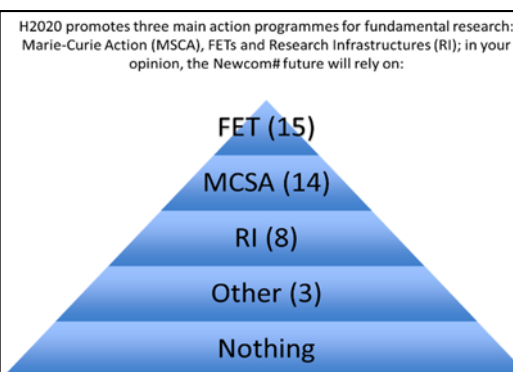 H2020 promotes three main action programmes for fundamental research:
Marie-Curie Action (MSCA), FETs and Research Infrastructures (RI); in your
opinion, the Newcom# future will rely on:
FET (15)
MCSA (14)
RI (8)
Other (3)
Nothing